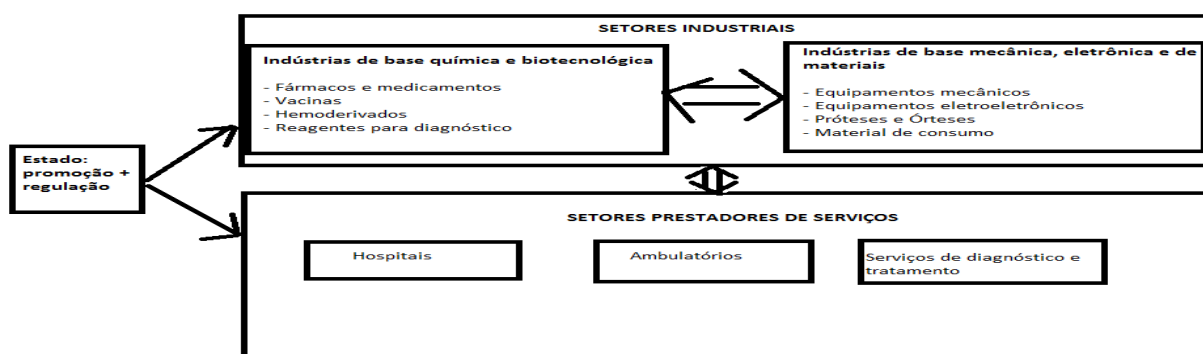 SETORES INDUSTRIAIS
Indústrias de base química e biotecnológica
- Fármacos e medicamentos
- Vacinas
- Hemoderivados
- Reagentes para diagnóstico
Indústrias de base mecânica, eletrônica e de
materiais
- Equipamentos mecânicos
- Equipamentos eletroeletrônicos
- Próteses e Órteses
- Material de consumo
Estado:
promoção +
regulação
SETORES PRESTADORES DE SERVIÇOS
Hospitais
Ambulatórios
Serviços de diagnóstico e
tratamento